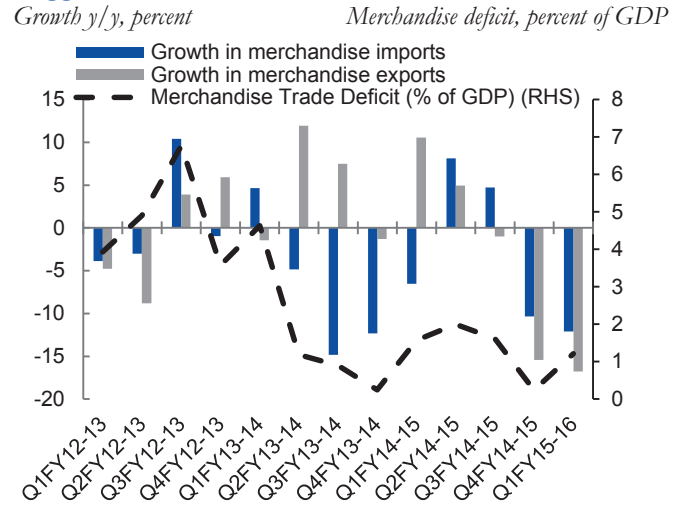 Growth y/y, percent
Merchandise deficit, percent of GDP
Growth in merchandise imports
Growth in merchandise exports
Merchandise Trade Deficit (% of GDP) (RHS)
15
10
5
0
-5
-10
-15
-20
8
7
6
5
4
3
2
1
0
Q1FY12-13
Q2FY12-13
Q3FY12-13
Q4FY12-13
Q1FY13-14
Q2FY13-14
Q3FY13-14
Q4FY13-14
Q1FY14-15
Q2FY14-15
Q3FY14-15
Q4FY14-15
Q1FY15-16